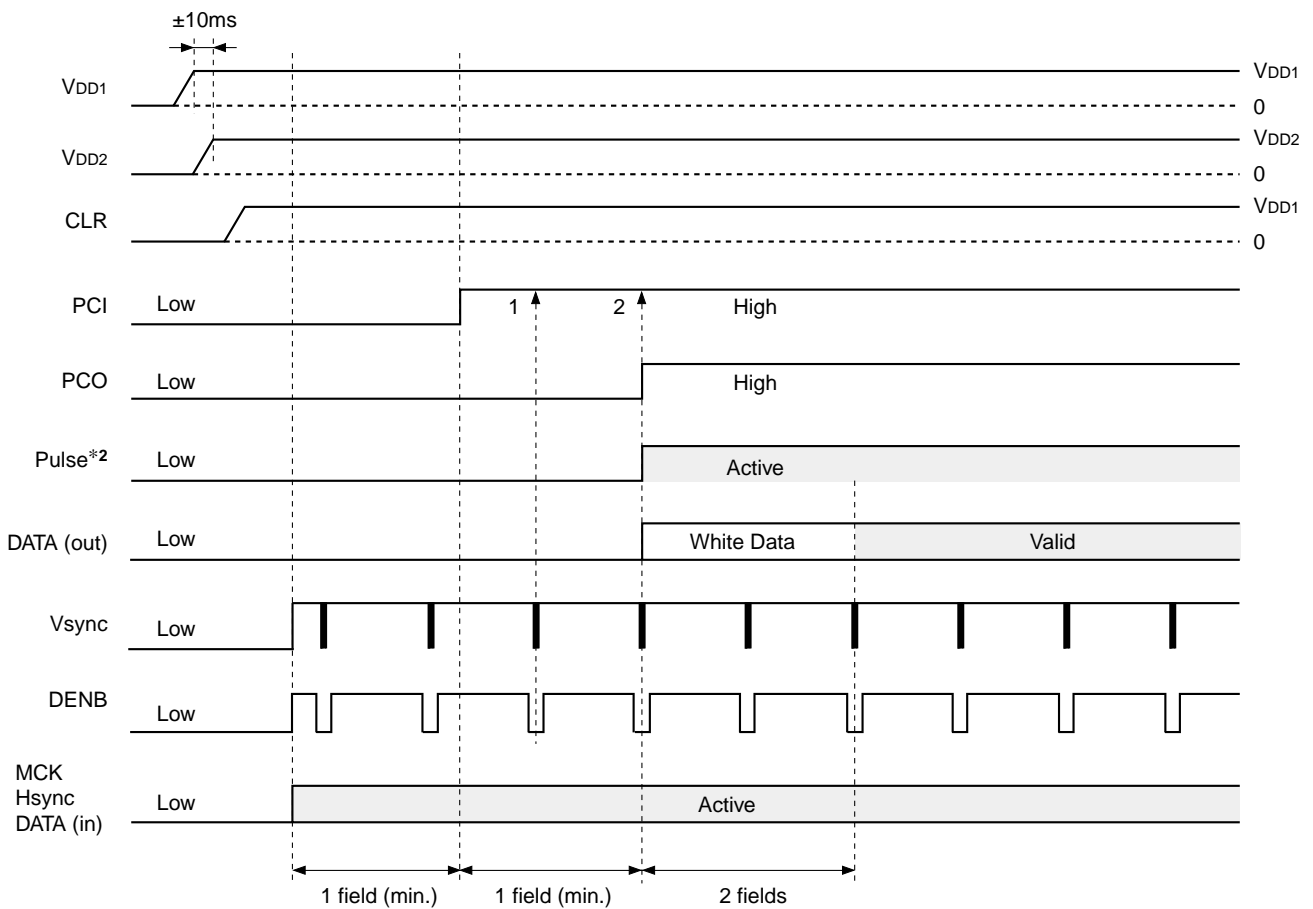 ±10ms
VDD1
VDD1
0
VDD2
VDD2
0
CLR
VDD1
0
PCI
Low
1
2
High
PCO
Low
High
Pulse*2
Low
Active
DATA (out)
Low
White Data
Valid
Vsync
Low
DENB
Low
MCK
Hsync
DATA (in)
Low
Active
1 field (min.)
1 field (min.)
2 fields